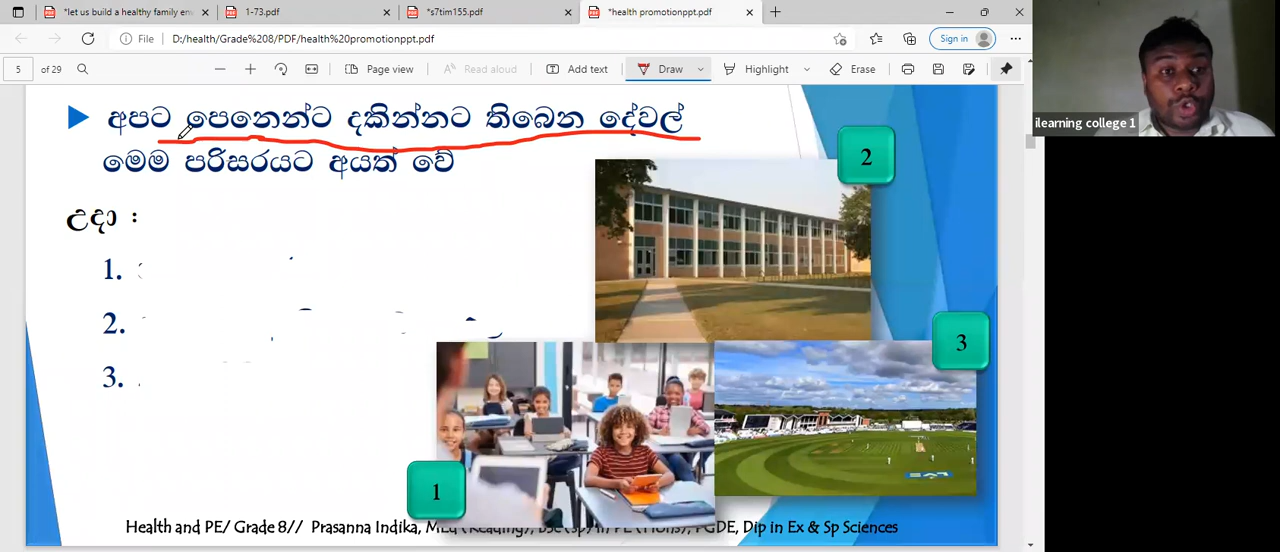 *let us build a healthy family env
1-73.pdf
*s7tim155.pdf
*health promotionppt.pdf
File D:/health/Grade%208/PDF/health%20promotionppt.pdf
Sign in
5 of 29
Page view
Read aloud
Add text
Draw
Highlight
Erase
ilearning college 1
අපට පෙනෙන්ට දකින්නට තිබෙන දේවල්
මෙම පරිසරයට අයත් වේ
උදා :
1.
2.
3.
2
3
1
Health and PE/ Grade 8// Prasanna Indika, PGDE, Dip in Ex & Sp Sciences